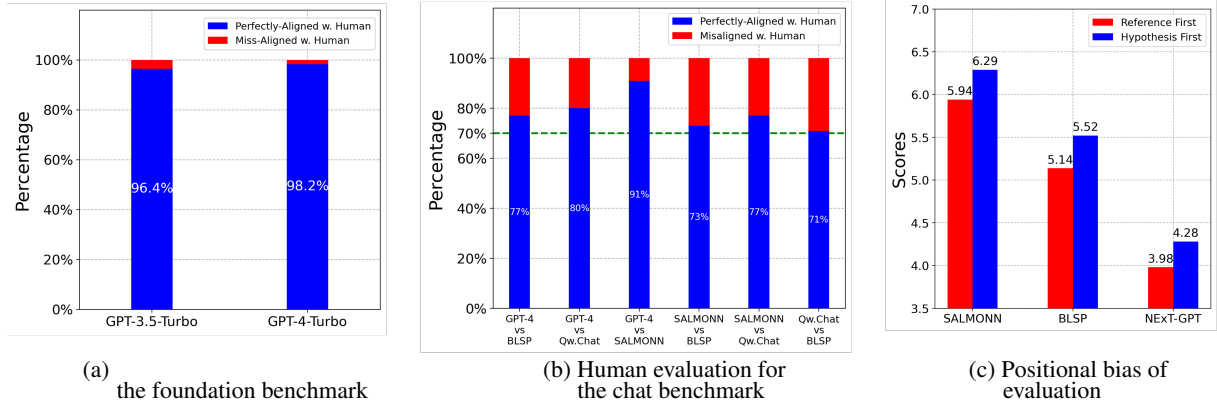 Perfectly-Aligned w. Human
Miss-Aligned w. Human
Percentage
100%
80%
60%
40%
20%
0%
96.4%
98.2%
GPT-3.5-Turbo
GPT-4-Turbo
(a)
the foundation benchmark
Perfectly-Aligned w. Human
Misaligned w. Human
Percentage
100%
80%
70%
60%
40%
20%
0%
77%
80%
91%
73%
77%
71%
GPT-4
vs
BLSP
GPT-4
vs
Qw.Chat
GPT-4
vs
SALMONN
SALMONN
vs
BLSP
SALMONN
vs
Qw.Chat
Qw.Chat
vs
BLSP
(b) Human evaluation for
the chat benchmark
Reference First
Hypothesis First
Scores
7.0
6.5
6.0
5.5
5.0
4.5
4.0
3.5
5.94
6.29
5.14
5.52
3.98
4.28
SALMONN
BLSP
NExT-GPT
(c) Positional bias of
evaluation